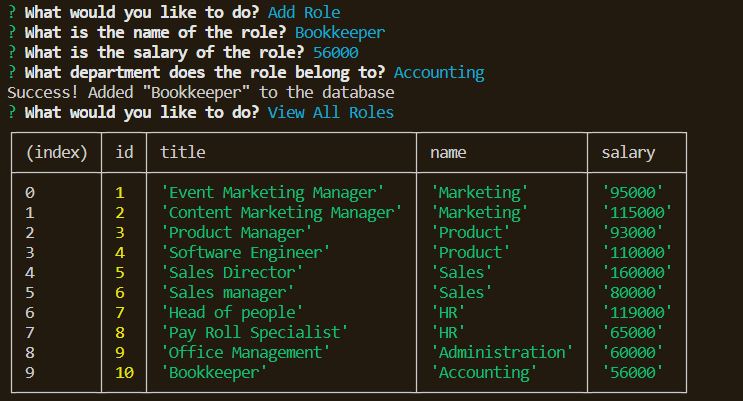 ? What would you like to do? Add Role
? What is the name of the role? Bookkeeper
? What is the salary of the role? 56000
? What department does the role belong to? Accounting
Success! Added "Bookkeeper" to the database
? What would you like to do? View All Roles
(index) id title name salary
0 1 'Event Marketing Manager' 'Marketing' '95000'
1 2 'Content Marketing Manager' 'Marketing' '115000'
2 3 'Product Manager' 'Product' '93000'
3 4 'Software Engineer' 'Product' '110000'
4 5 'Sales Director' 'Sales' '160000'
5 6 'Sales manager' 'Sales' '80000'
6 7 'Head of people' 'HR' '119000'
7 8 'Pay Roll Specialist' 'HR' '65000'
8 9 'Office Management' 'Administration' '60000'
9 10 'Bookkeeper' 'Accounting' '56000'